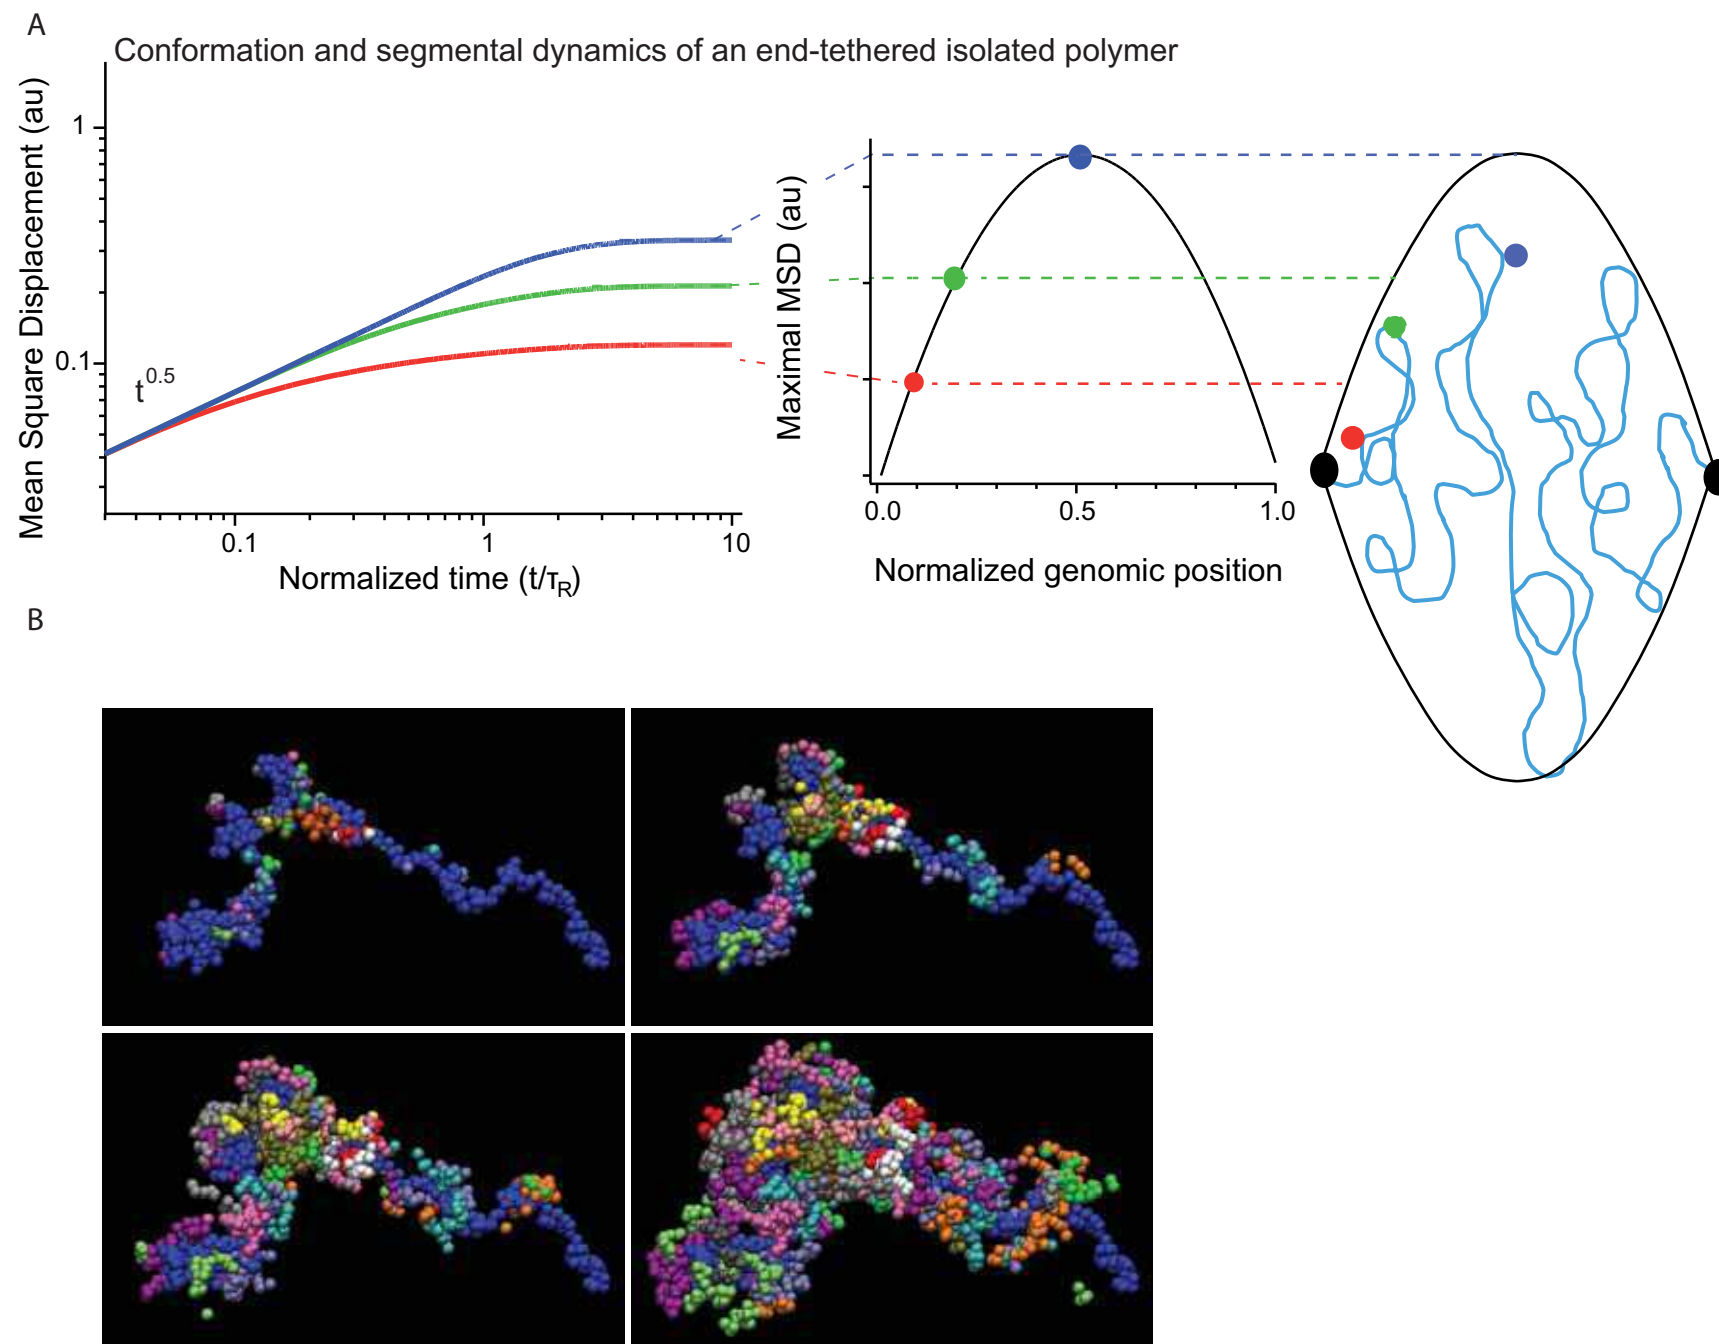 A
Conformation and segmental dynamics of an end-tethered isolated polymer
Mean Square Displacement (au)
1
0.1
t0.5
0.1
1
10
Normalized time (t/τR)
Maximal MSD (au)
0.0
0.5
1.0
Normalized genomic position
B